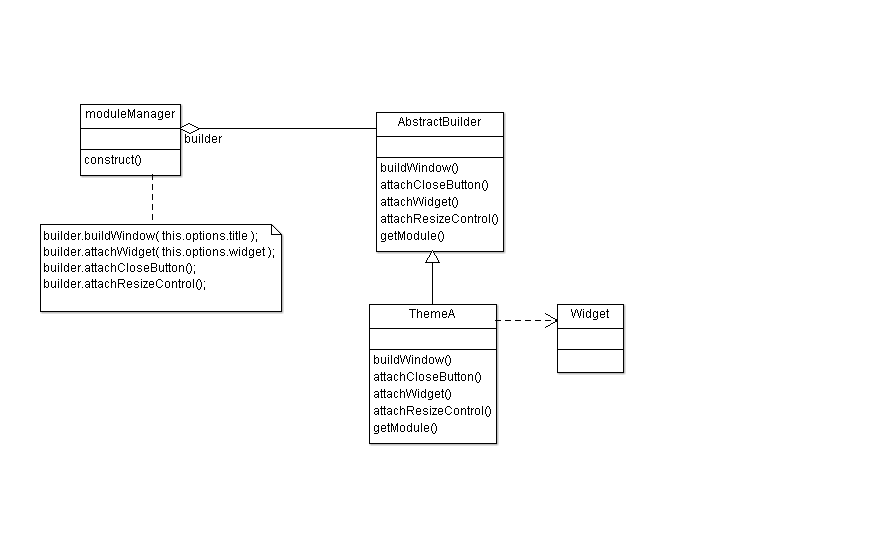 moduleManager
construct()
builder
builder.buildWindow( this.options.title );
builder.attachWidget( this.options.widget );
builder.attachCloseButton();
builder.attachResizeControl();
AbstractBuilder
buildWindow()
attachCloseButton()
attachWidget()
attachResizeControl()
getModule()
ThemeA
buildWindow()
attachCloseButton()
attachWidget()
attachResizeControl()
getModule()
Widget